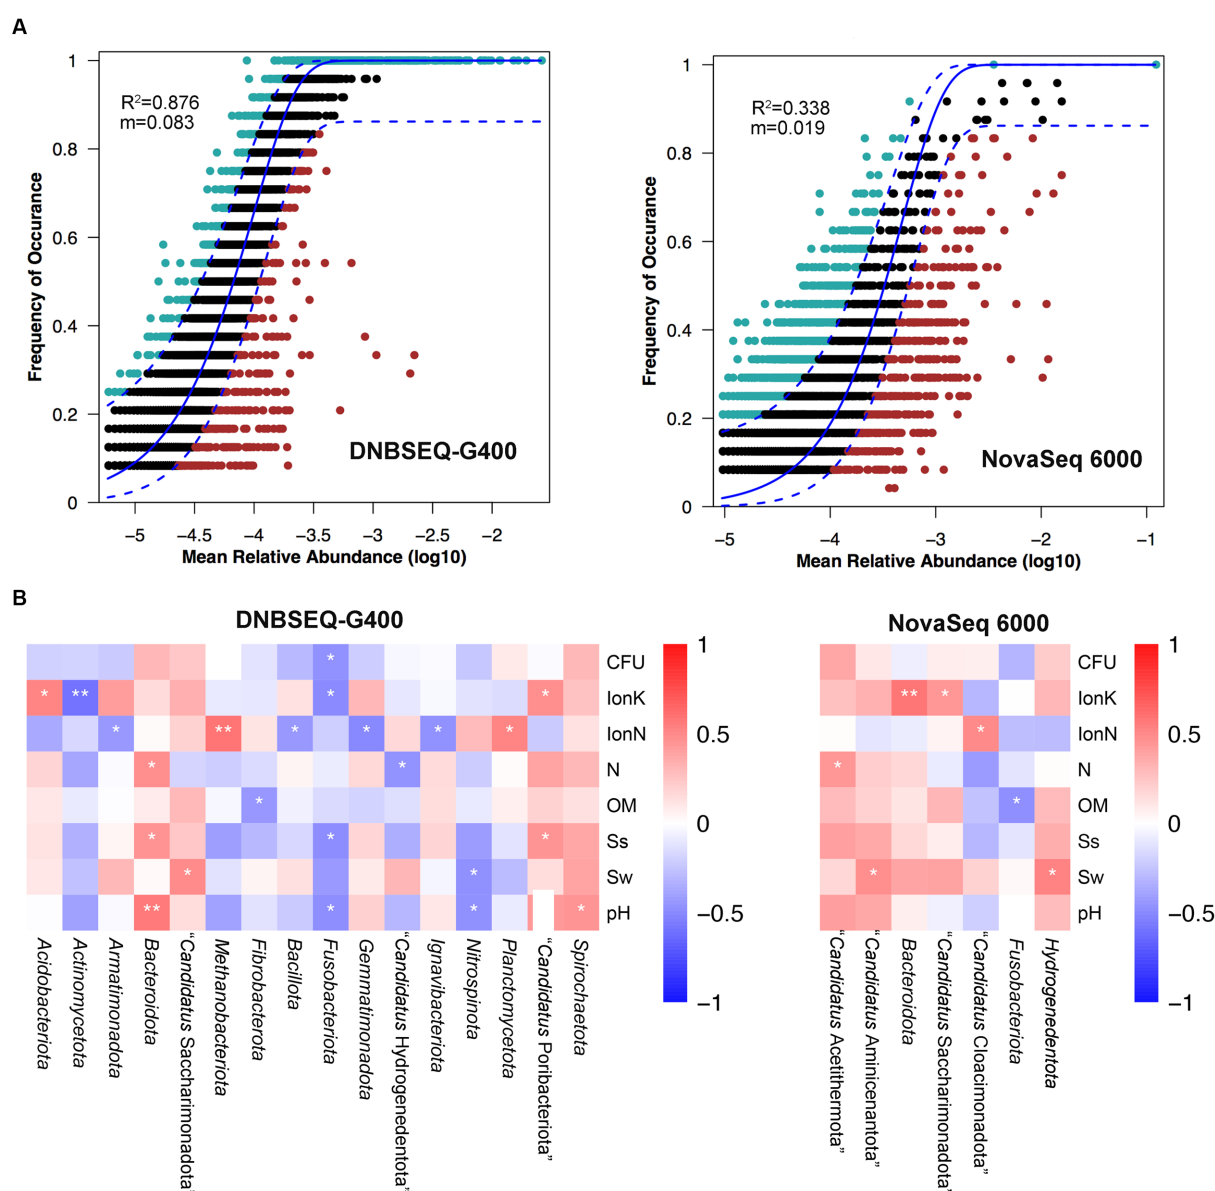 A
R²=0.876
m=0.083
DNBSEQ-G400
Frequency of Occurance
1
0.8
0.6
0.4
0.2
0
−5
−4.5
−4
−3.5
−3
−2.5
−2
Mean Relative Abundance (log10)
R²=0.338
m=0.019
NovaSeq 6000
Frequency of Occurance
1
0.8
0.6
0.4
0.2
0
−5
−4
−3
−2
−1
Mean Relative Abundance (log10)
B
DNBSEQ-G400
CFU
IonK
IonN
N
OM
Ss
Sw
pH
1
0.5
0
−0.5
−1
Acidobacteriota
Actinomycetota
Armatimonadota
Bacteroidota
“Candidatus Saccharimonadota”
Methanobacteriota
Fibrobacterota
Bacillota
Fusobacteriota
Gemmatimonadota
“Candidatus Hydrogenedentota”
Ignavibacteriota
Nitrospinota
Planctomycetota
“Candidatus Poribacteriota”
Spirochaetota
NovaSeq 6000
CFU
IonK
IonN
N
OM
Ss
Sw
pH
1
0.5
0
−0.5
−1
“Candidatus Acetithermota”
“Candidatus Aminicenantota”
Bacteroidota
“Candidatus Saccharimonadota”
“Candidatus Cloacimonadota”
Fusobacteriota
Hydrogenedentota